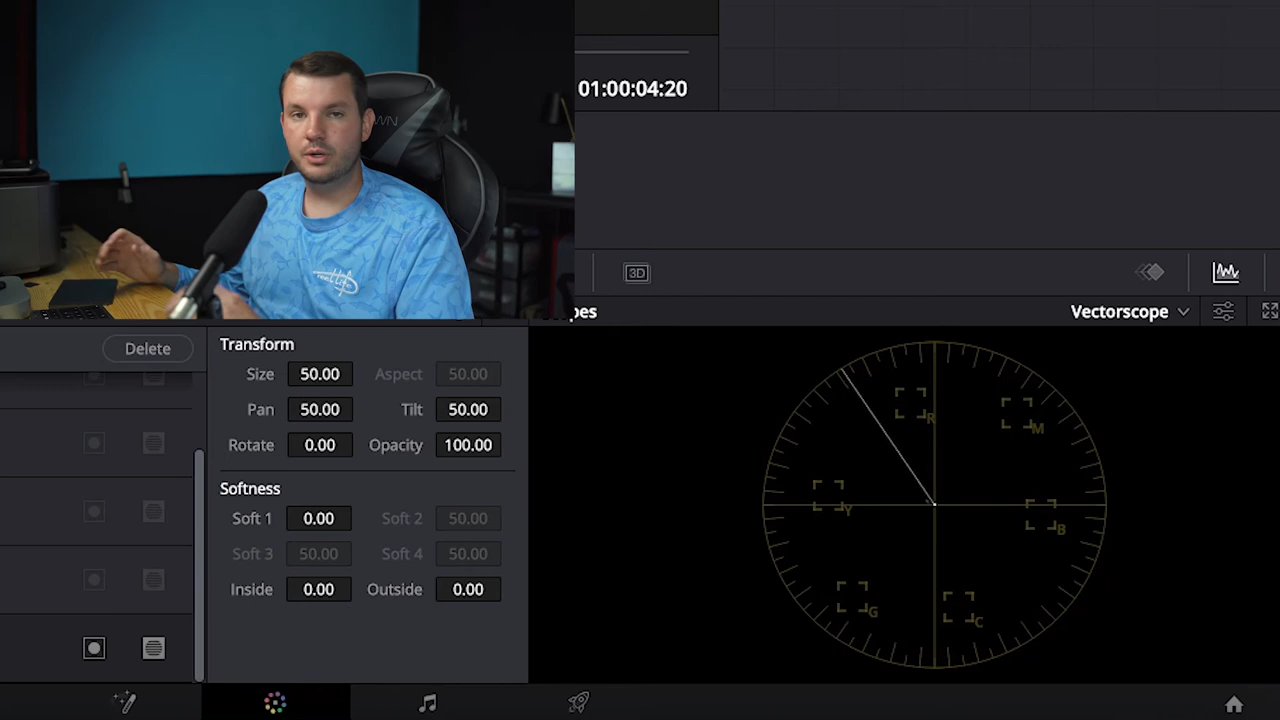 WN
01:00:04:20
3D
pes
Vectorscope
Delete
Transform
Size 50.00 Aspect 50.00
Pan 50.00 Tilt 50.00
Rotate 0.00 Opacity 100.00
Softness
Soft 1 0.00 Soft 2 50.00
Soft 3 50.00 Soft 4 50.00
Inside 0.00 Outside 0.00
R
M
Y
B
G
C